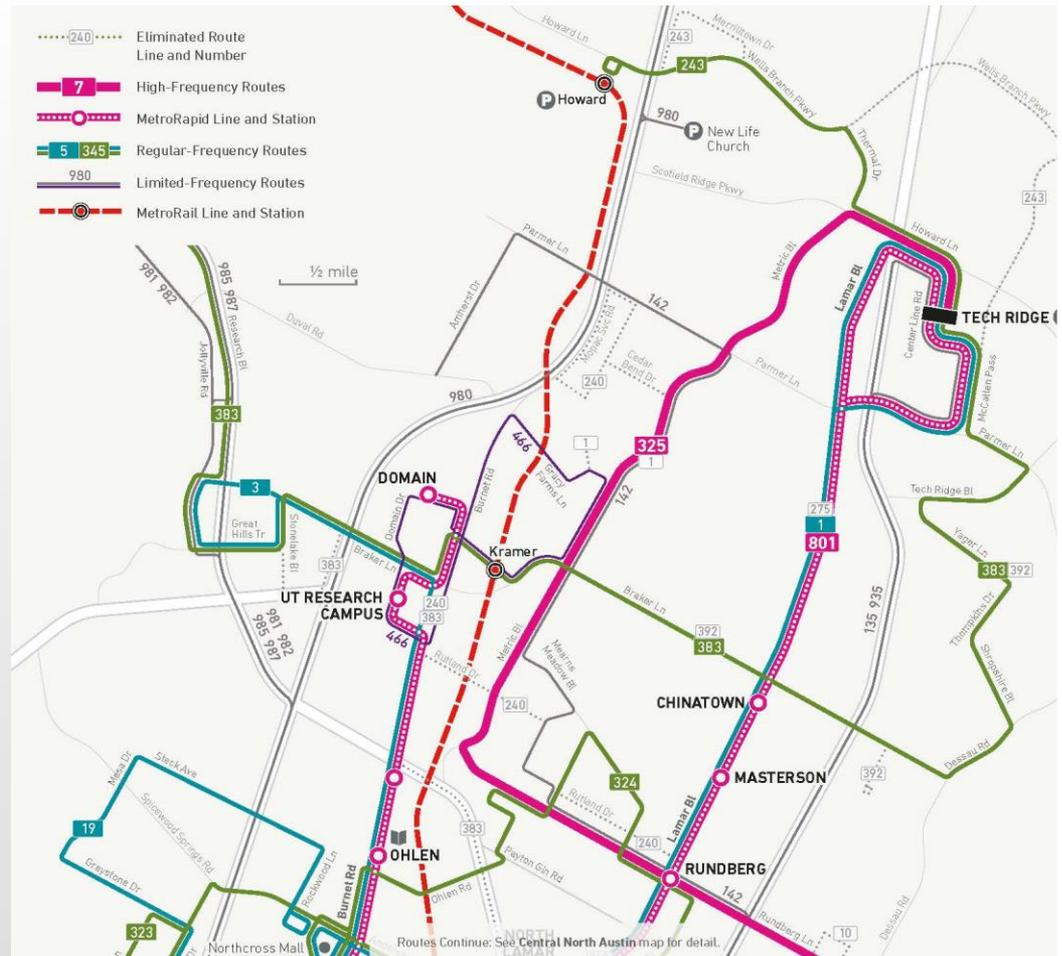 240
Eliminated Route
Line and Number
7
High-Frequency Routes
MetroRapid Line and Station
5 345
Regular-Frequency Routes
980
Limited-Frequency Routes
MetroRail Line and Station
½ mile
Howard Ln
243
Merrilltown Dr
243
Wells Branch Pkwy
Wells Branch Pkwy
P Howard
980
P New Life
Church
Thermal Dr
Scofield Ridge Pkwy
243
Howard Ln
Parmer Ln
Metric Bl
Lamar Bl
Center Line Rd
TECH RIDGE
981 982
985 987
Research Bl
Jollyville Rd
Duval Rd
Amherst Dr
142
Mopac Svc Rd
Cedar
Bend Dr
240
Parmer Ln
McCallen Pass
980
383
466
1
325
1
142
Parmer Ln
DOMAIN
Burnet Rd
Gracy
Farms Ln
3
Domain Dr
Great
Hills Tr
Stonelake Bl
Tech Ridge Bl
275
1
801
Yager Ln
Kramer
383
Braker Ln
383 392
UT RESEARCH
CAMPUS
240
383
Braker Ln
135 935
Thompkins Dr
981 982
985 987
466
Rutland Dr
Metric Bl
Mearns
Meadow Bl
392
383
Shropshire Bl
240
CHINATOWN
Dessau Rd
Mesa Dr
Steck Ave
MASTERSON
392
324
Spicewood Springs Rd
Rutland Dr
Lamar Bl
19
383
240
OHLEN
Greystone Dr
Rockwood Ln
Payton Gin Rd
RUNDBERG
Burnet Rd
Ohlen Rd
142
Rundberg Ln
Dessau Rd
323
10
Northcross Mall
NORTH
LAMAR
Routes Continue: See Central North Austin map for detail.